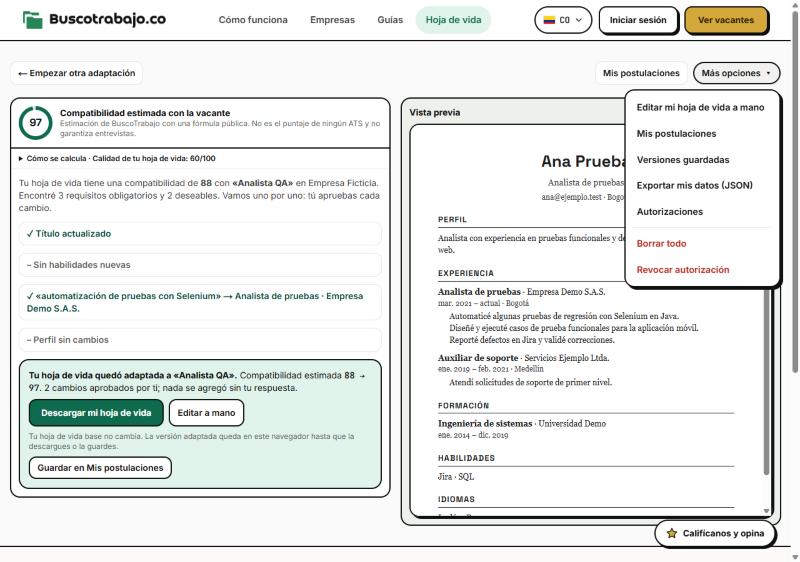 Buscotrabajo.co
Cómo funciona
Empresas
Guías
Hoja de vida
CO
Iniciar sesión
Ver vacantes
← Empezar otra adaptación
Mis postulaciones
Más opciones
97
Compatibilidad estimada con la vacante
Estimación de BuscoTrabajo con una fórmula pública. No es el puntaje de ningún ATS y no
garantiza entrevistas.
▶ Cómo se calcula · Calidad de tu hoja de vida: 60/100
Tu hoja de vida tiene una compatibilidad de 88 con «Analista QA» en Empresa Ficticia.
Encontré 3 requisitos obligatorios y 2 deseables. Vamos uno por uno: tú apruebas cada
cambio.
✓ Título actualizado
– Sin habilidades nuevas
✓ «automatización de pruebas con Selenium» → Analista de pruebas · Empresa
Demo S.A.S.
– Perfil sin cambios
Tu hoja de vida quedó adaptada a «Analista QA». Compatibilidad estimada 88 →
97. 2 cambios aprobados por ti; nada se agregó sin tu respuesta.
Descargar mi hoja de vida
Editar a mano
Tu hoja de vida base no cambia. La versión adaptada queda en este navegador hasta que la
descargues o la guardes.
Guardar en Mis postulaciones
Vista previa
Editar mi hoja de vida a mano
Mis postulaciones
Versiones guardadas
Exportar mis datos (JSON)
Autorizaciones
Borrar todo
Revocar autorización
Ana Prueba
Analista de pruebas
ana@ejemplo.test · Bogo
PERFIL
Analista con experiencia en pruebas funcionales y de
web.
EXPERIENCIA
Analista de pruebas · Empresa Demo S.A.S.
mar. 2021 – actual · Bogotá
Automaticé algunas pruebas de regresión con Selenium en Java.
Diseñé y ejecuté casos de prueba funcionales para la aplicación móvil.
Reporté defectos en Jira y validé correcciones.
Auxiliar de soporte · Servicios Ejemplo Ltda.
ene. 2019 – feb. 2021 · Medellín
Atendí solicitudes de soporte de primer nivel.
FORMACIÓN
Ingeniería de sistemas · Universidad Demo
ene. 2014 – dic. 2019
HABILIDADES
Jira · SQL
IDIOMAS
Califícanos y opina